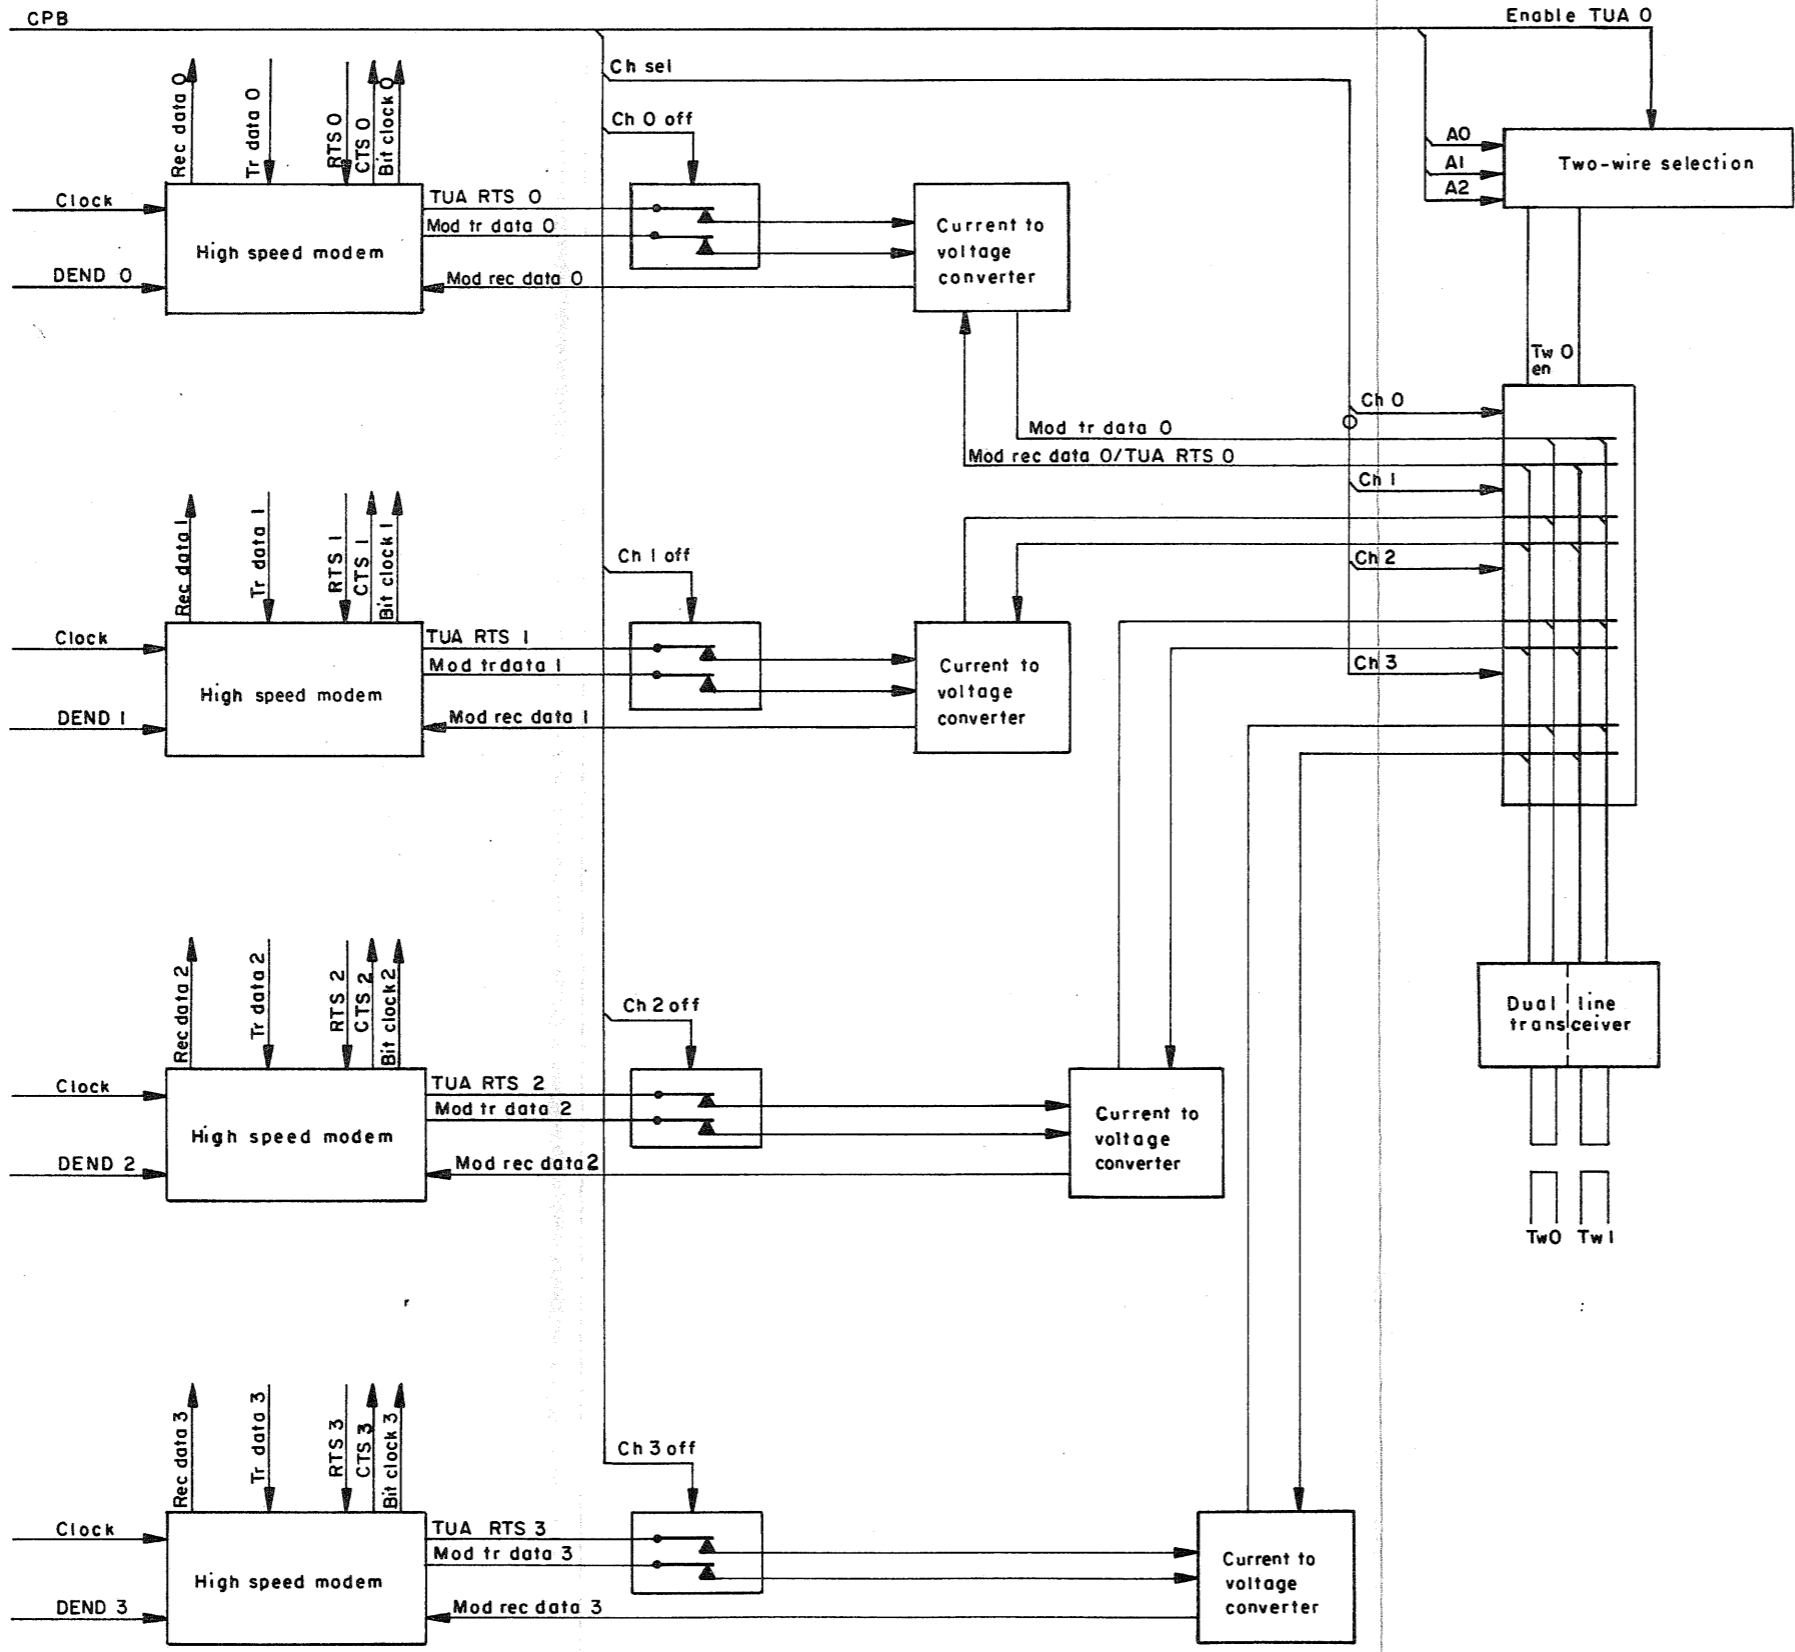 CPB
Enable TUA 0
Rec data 0
Tr data 0
RTS 0
CTS 0
Bit clock 0
Ch sel
Ch 0 off
A0
A1
A2
Two-wire selection
Clock
DEND 0
High speed modem
TUA RTS 0
Mod tr data 0
Mod rec data 0
Current to
voltage
converter
Tw 0
en
Ch 0
Mod tr data 0
Mod rec data 0/TUA RTS 0
Ch 1
Ch 2
Ch 3
Rec data 1
Tr data 1
RTS 1
CTS 1
Bit clock 1
Ch 1 off
Clock
DEND 1
High speed modem
TUA RTS 1
Mod tr data 1
Mod rec data 1
Current to
voltage
converter
Rec data 2
Tr data 2
RTS 2
CTS 2
Bit clock 2
Ch 2 off
Dual line
transceiver
Clock
DEND 2
High speed modem
TUA RTS 2
Mod tr data 2
Mod rec data 2
Current to
voltage
converter
Tw0 Tw1
Rec data 3
Tr data 3
RTS 3
CTS 3
Bit clock 3
Ch 3 off
Clock
DEND 3
High speed modem
TUA RTS 3
Mod tr data 3
Mod rec data 3
Current to
voltage
converter